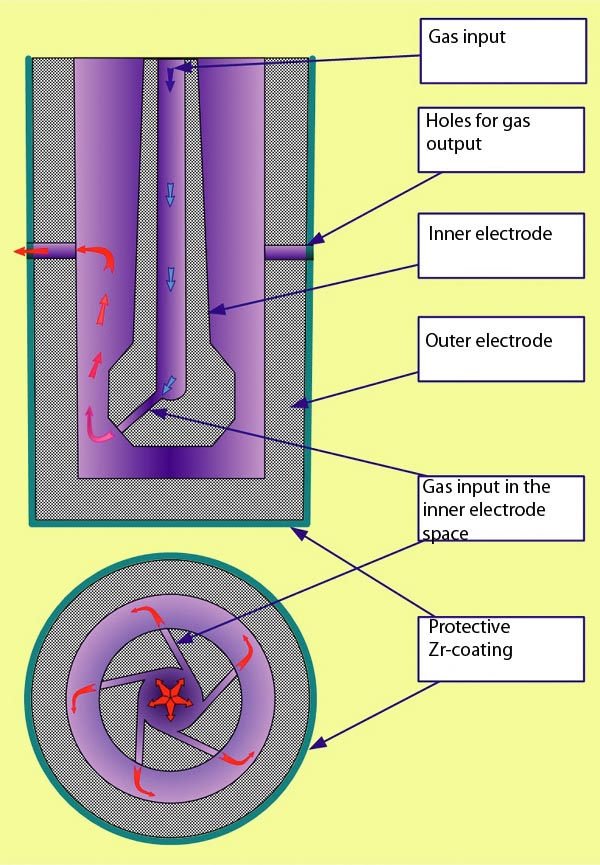 Gas input
Holes for gas
output
Inner electrode
Outer electrode
Gas input in the
inner electrode
space
Protective
Zr-coating